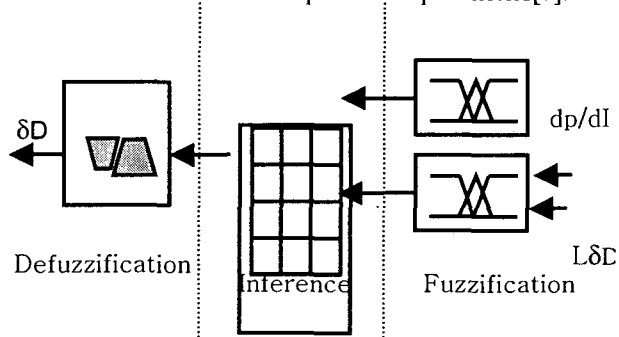 δD
dp/dI
LδD
Defuzzification
Inference
Fuzzification